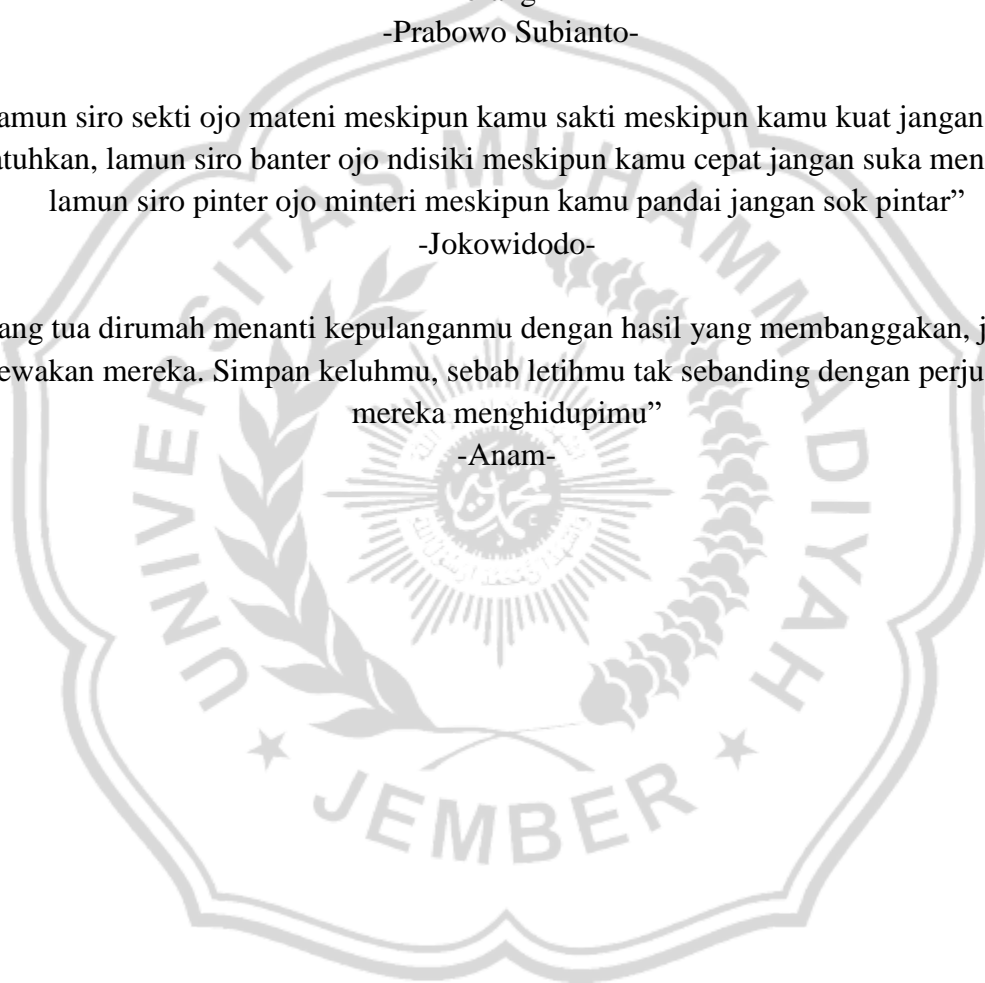 -Prabowo Subianto-
amun siro sekti ojo mateni meskipun kamu sakti meskipun kamu kuat jangan
atuhkan, lamun siro banter ojo ndisiki meskipun kamu cepat jangan suka men
lamun siro pinter ojo minteri meskipun kamu pandai jangan sok pintar”
-Jokowidodo-
ang tua dirumah menanti kepulanganmu dengan hasil yang membanggakan, j
ewakan mereka. Simpan keluhmu, sebab letihmu tak sebanding dengan perju
mereka menghidupimu”
-Anam-
UNIVERSITAS MUHAMMADIYAH
JEMBER